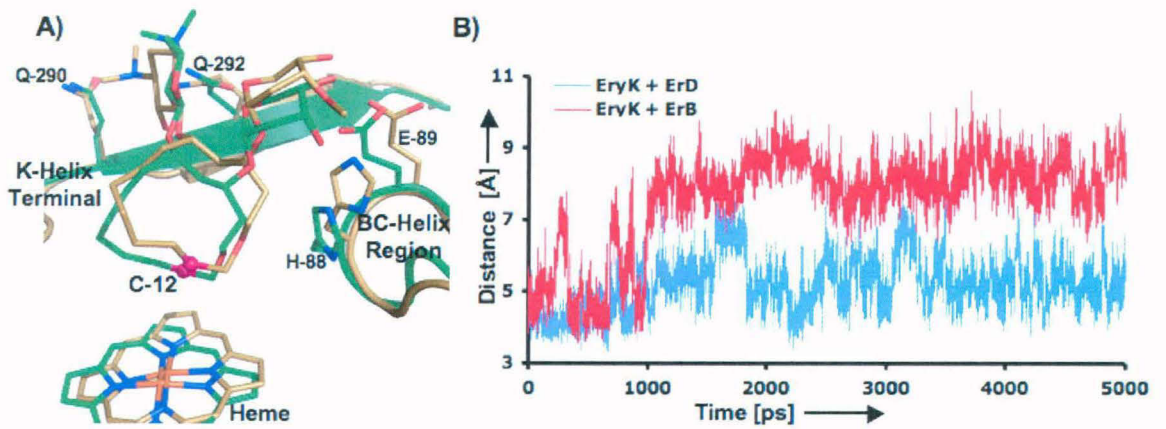 A)
Q-290
Q-292
E-89
K-Helix
Terminal
BC-Helix
Region
H-88
C-12
Heme
B)
EryK + ErD
EryK + ErB
Distance [Å]
11
9
7
5
3
0
1000
2000
3000
4000
5000
Time [ps]